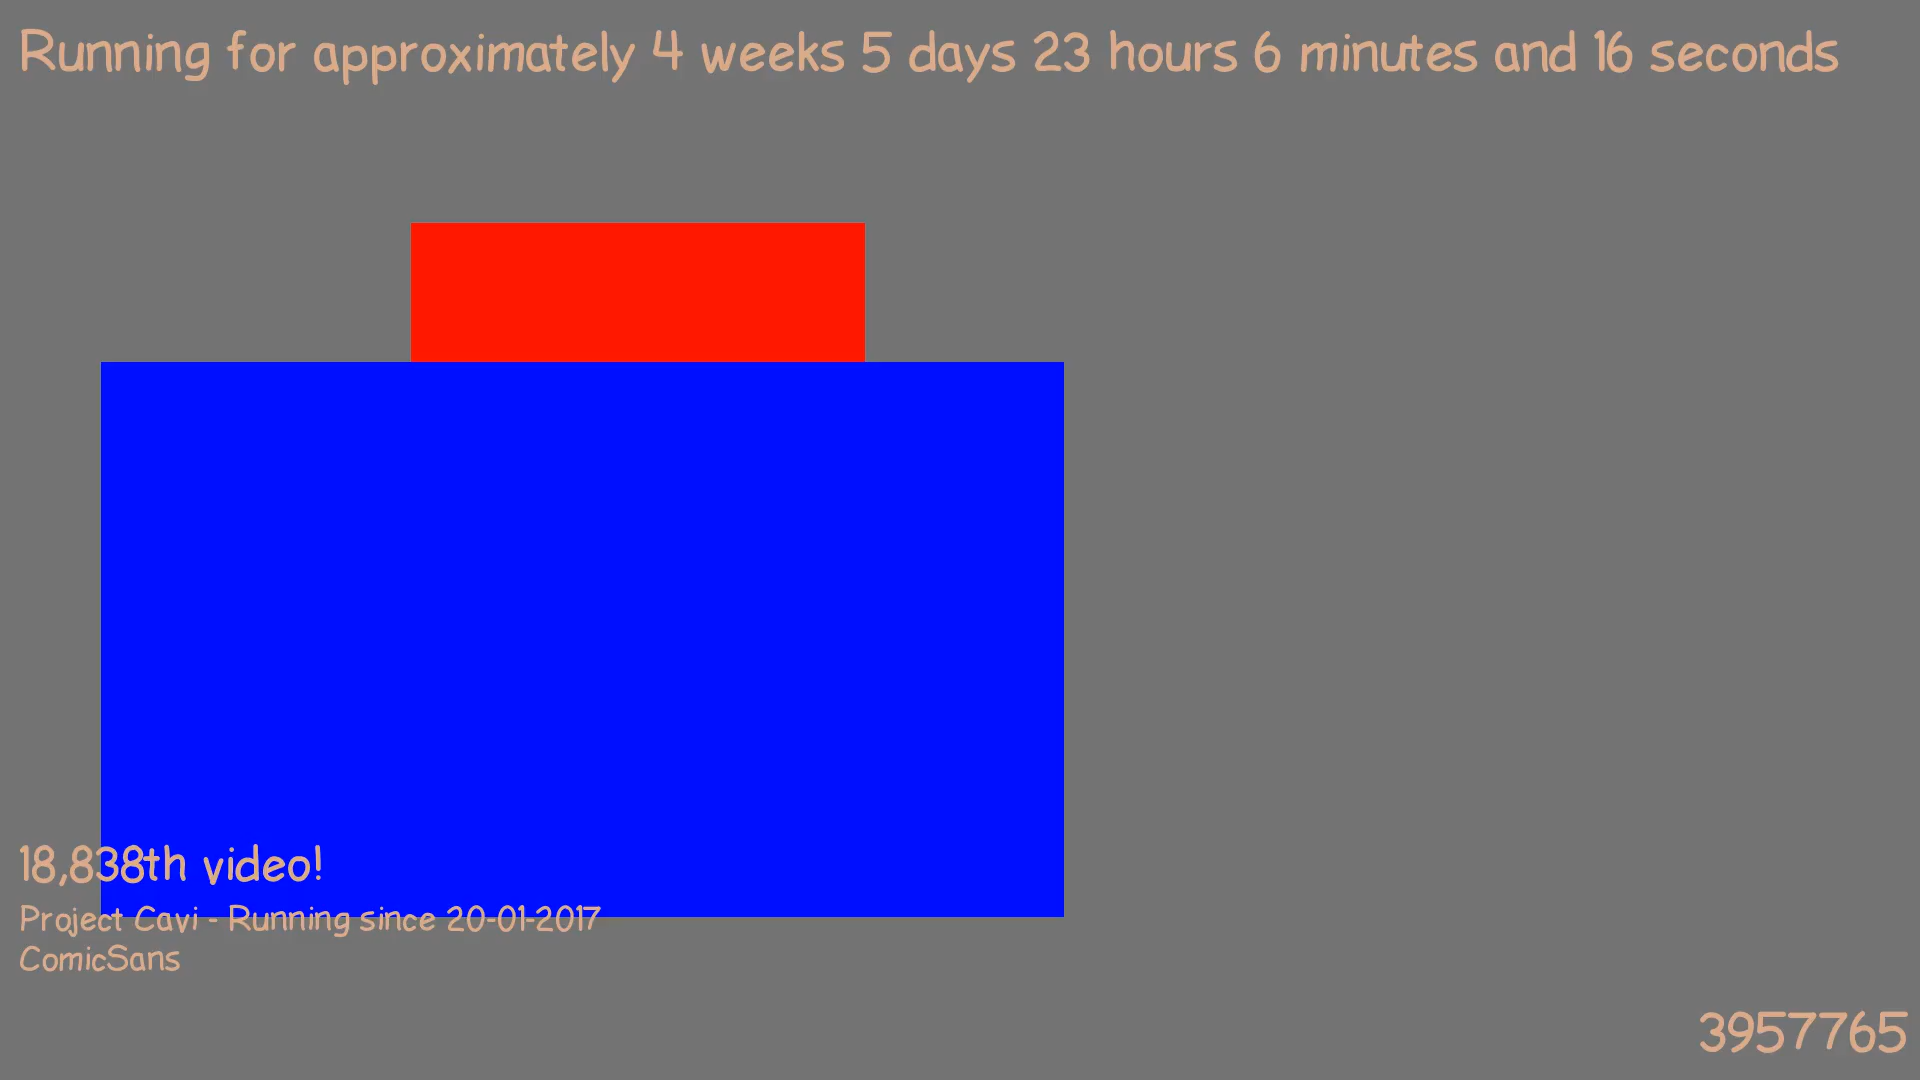 Running for approximately 4 weeks 5 days 23 hours 6 minutes and 16 seconds
18,838th video!
Project Cavi - Running since 20-01-2017
ComicSans
3957765